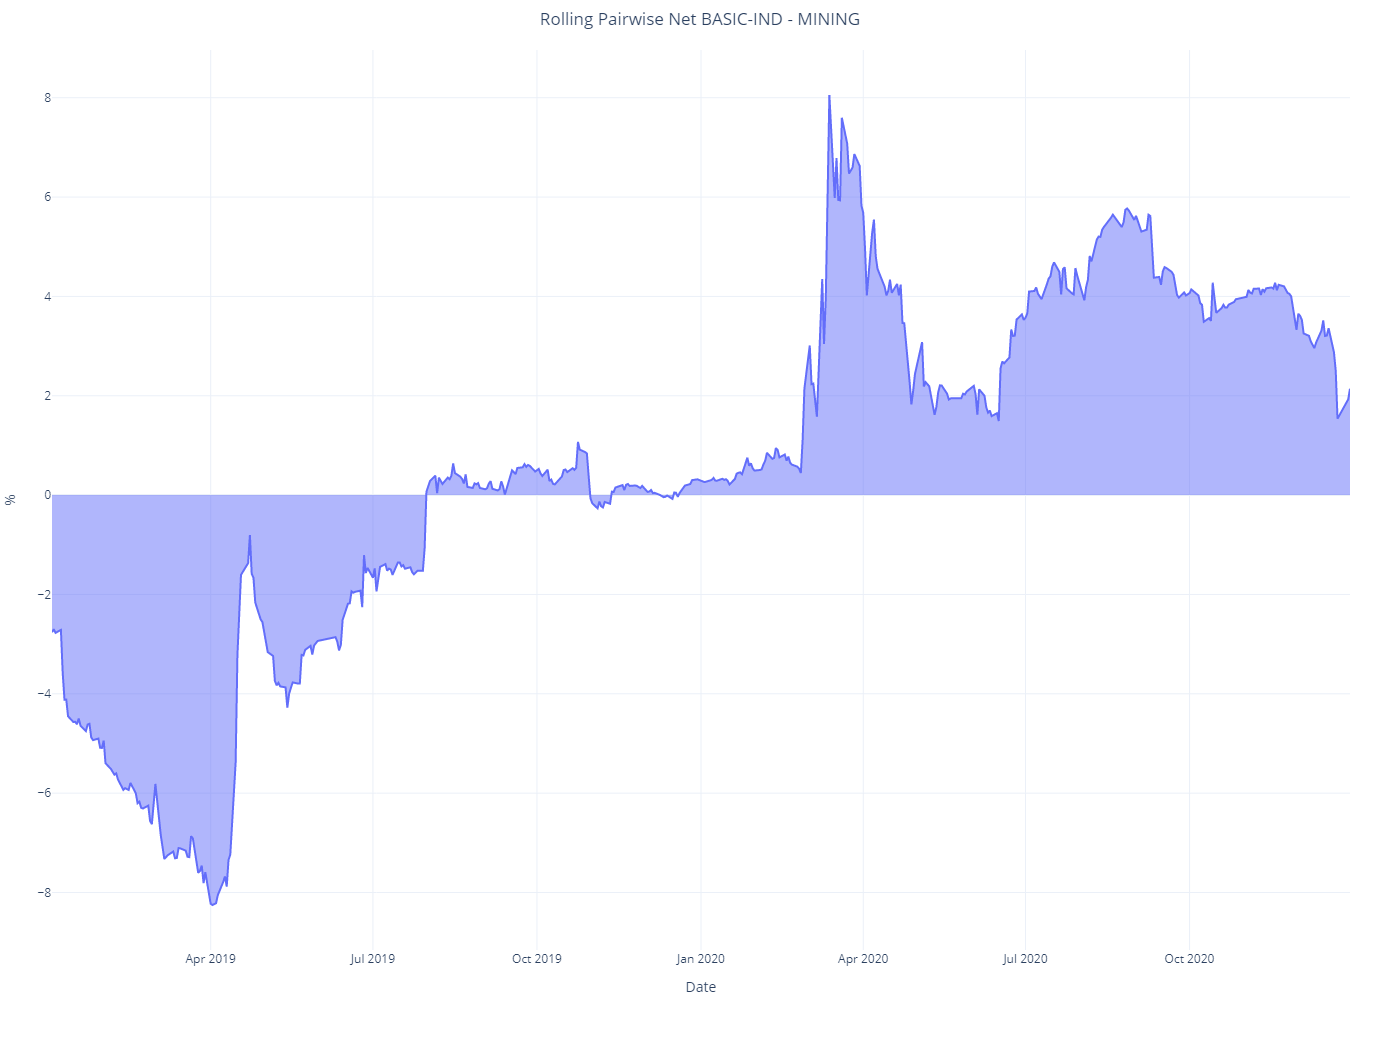 Rolling Pairwise Net BASIC-IND - MINING
8
6
4
2
0
−2
−4
−6
−8
%
Apr 2019
Jul 2019
Oct 2019
Jan 2020
Apr 2020
Jul 2020
Oct 2020
Date